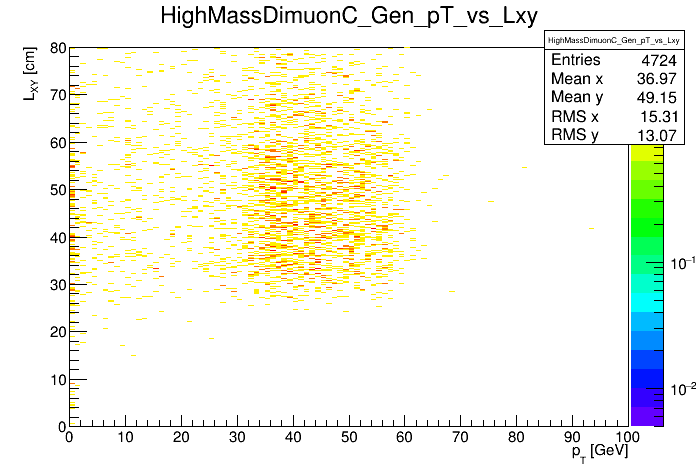 HighMassDimuonC_Gen_pT_vs_Lxy
HighMassDimuonC_Gen_pT_vs_Lxy
Entries 4724
Mean x 36.97
Mean y 49.15
RMS x 15.31
RMS y 13.07
L_XY [cm]
80
70
60
50
40
30
20
10
0
0 10 20 30 40 50 60 70 80 90 100
p_T [GeV]
10^-1
10^-2